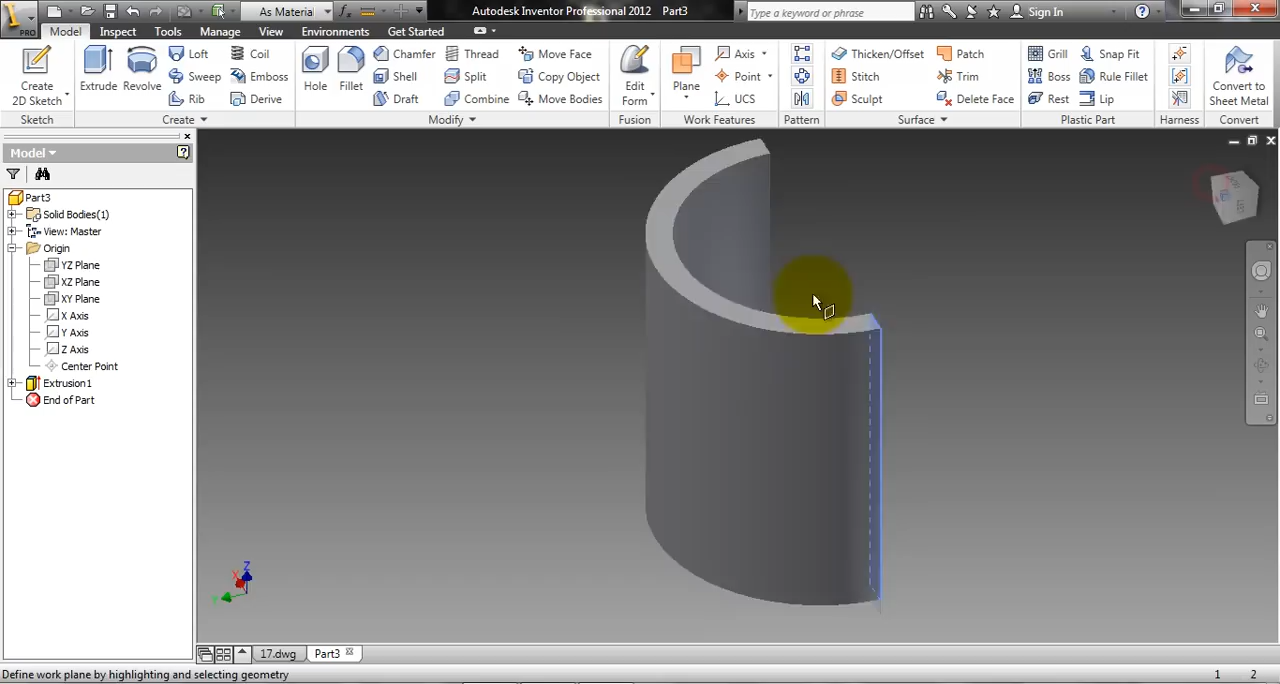 PRO
As Material
Autodesk Inventor Professional 2012 Part3
Type a keyword or phrase
Sign In
Model Inspect Tools Manage View Environments Get Started
Create
2D Sketch
Sketch
Extrude
Revolve
Loft
Sweep
Rib
Coil
Emboss
Derive
Create
Hole
Fillet
Chamfer
Shell
Draft
Thread
Split
Combine
Move Face
Copy Object
Move Bodies
Modify
Edit
Form
Fusion
Plane
Axis
Point
UCS
Work Features
Pattern
Thicken/Offset
Stitch
Sculpt
Patch
Trim
Delete Face
Surface
Grill
Boss
Rest
Snap Fit
Rule Fillet
Lip
Plastic Part
Harness
Convert to
Sheet Metal
Convert
Model
Part3
Solid Bodies(1)
View: Master
Origin
YZ Plane
XZ Plane
XY Plane
X Axis
Y Axis
Z Axis
Center Point
Extrusion1
End of Part
Z
X
Y
17.dwg
Part3
Define work plane by highlighting and selecting geometry
1 2